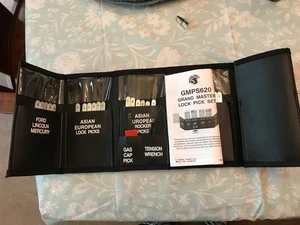 FORD
LINCOLN
MERCURY
ASIAN
EUROPEAN
LOCK PICKS
ASIAN
EUROPEAN
ROCKER
PICKS
GAS
CAP
PICK
TENSION
WRENCH
GMPS620
GRAND MASTER
LOCK PICK SET